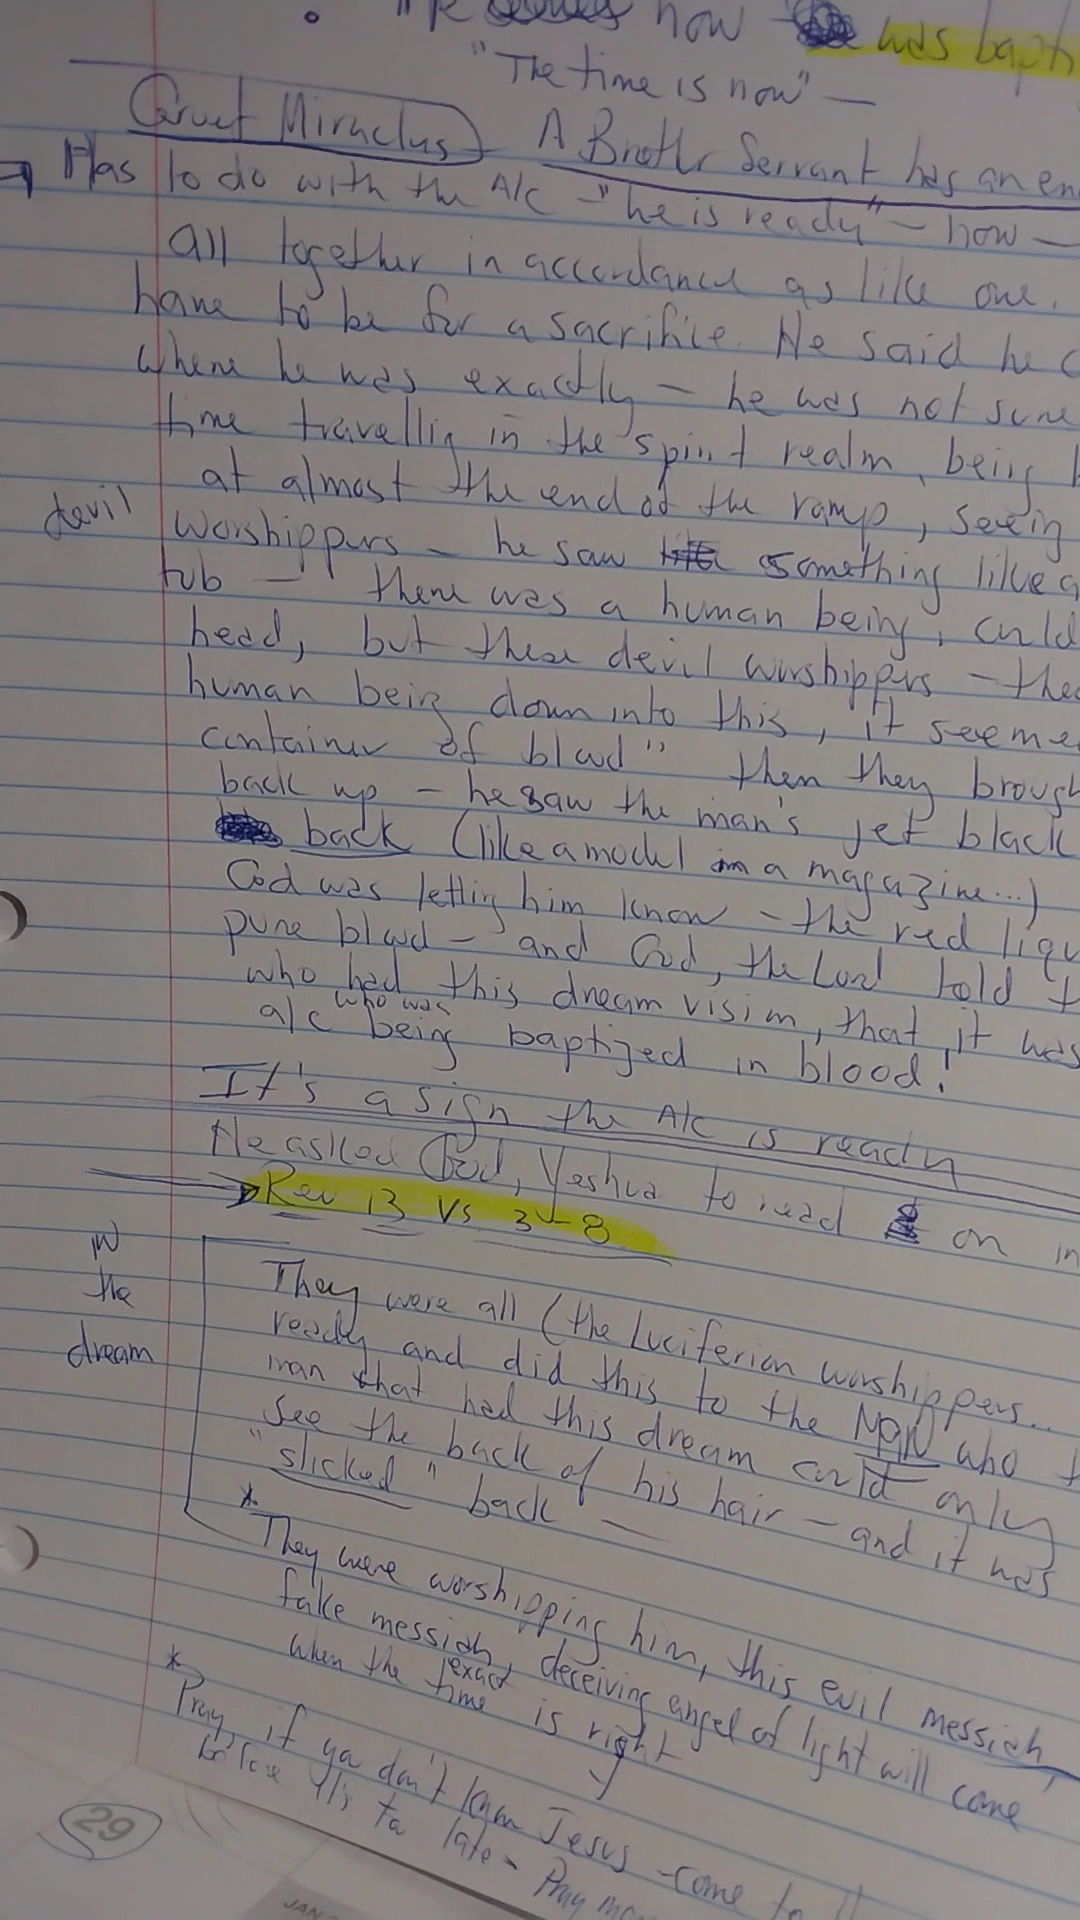 now was bapti
"The time is now" —
Great Miracles A Brother Servant has an en
Has to do with the A/C - "he is ready" - how -
all together in accordance as like one.
have to be for a sacrifice. He said he c
where he was exactly - he was not sure
time travellig in the spirit realm, being b
at almost the end of the ramp, seeing
devil worshippers - he saw something like a
tub - there was a human being, culd
head, but these devil worshippers - the
human being down into this, it seeme
container of blud" then they brough
back up - he saw the man's jet black
back (like a model in a magazine...)
God was letting him know - the red liqu
pure blud - and God, the Lord told t
who had this dream vision, that it was
a/c who was being baptized in blood!
It's a sign the A/C is ready
He asked God, Yeshua to read on in
Rev 13 vs 3-8
in
the
dream
They were all (the Luciferian worshippers...
ready and did this to the MAN who t
man that had this dream culd only
see the back of his hair - and it was
"slicked" back —
* They were worshipping him, this evil messiah,
fake messiah, deceiving angel of light will come
when the exact time is right
* Pray, if ya don't know Jesus - come to
before it's to late - Pray
29
JAN